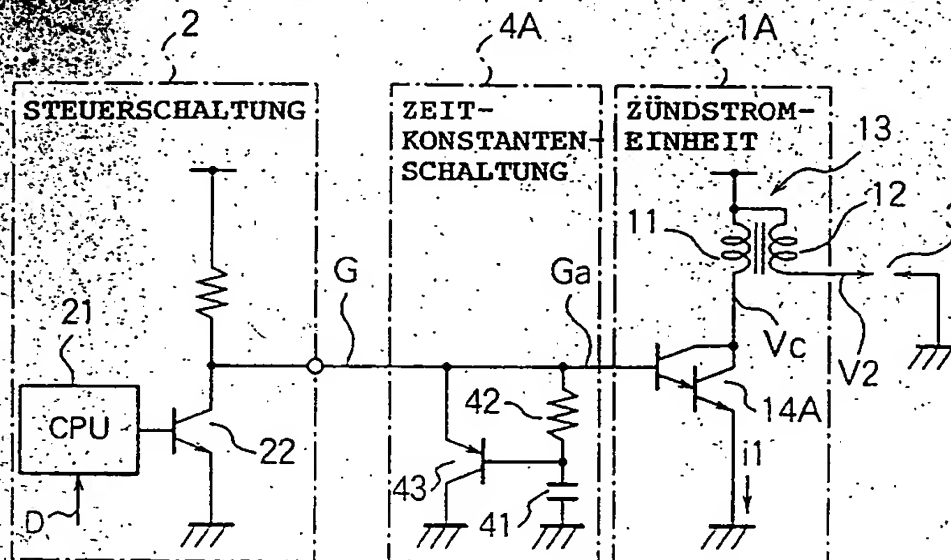 2
4A
1A
STEUERSCHALTUNG
ZEIT-
KONSTANTEN-
SCHALTUNG
ZÜNDSTROM-
EINHEIT
13
11
12
G
Ga
21
Vc
V2
CPU
22
42
14A
43
41
i1
D